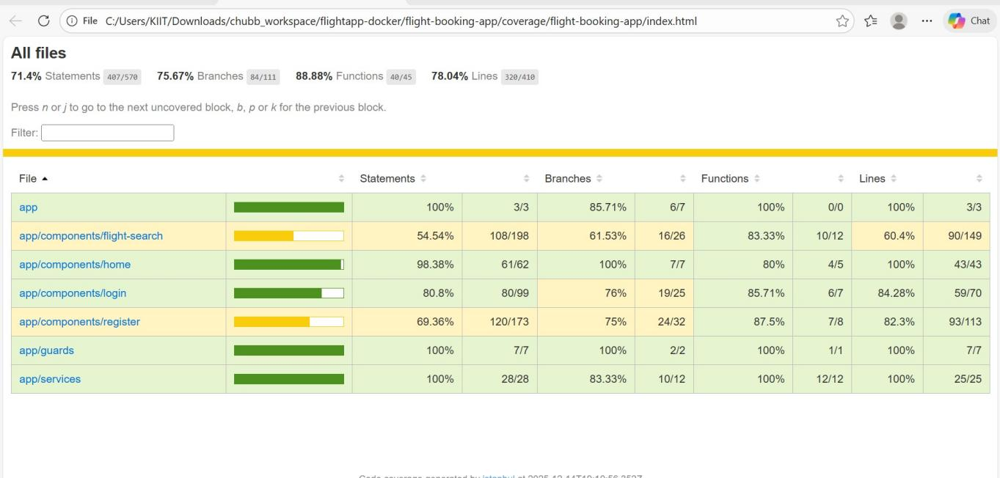 File C:/Users/KIIT/Downloads/chubb_workspace/flightapp-docker/flight-booking-app/coverage/flight-booking-app/index.html Chat
All files
71.4% Statements 407/570 75.67% Branches 84/111 88.88% Functions 40/45 78.04% Lines 320/410
Press n or j to go to the next uncovered block, b, p or k for the previous block.
Filter:
File Statements Branches Functions Lines
app 100% 3/3 85.71% 6/7 100% 0/0 100% 3/3
app/components/flight-search 54.54% 108/198 61.53% 16/26 83.33% 10/12 60.4% 90/149
app/components/home 98.38% 61/62 100% 7/7 80% 4/5 100% 43/43
app/components/login 80.8% 80/99 76% 19/25 85.71% 6/7 84.28% 59/70
app/components/register 69.36% 120/173 75% 24/32 87.5% 7/8 82.3% 93/113
app/guards 100% 7/7 100% 2/2 100% 1/1 100% 7/7
app/services 100% 28/28 83.33% 10/12 100% 12/12 100% 25/25
Code coverage generated by istanbul at